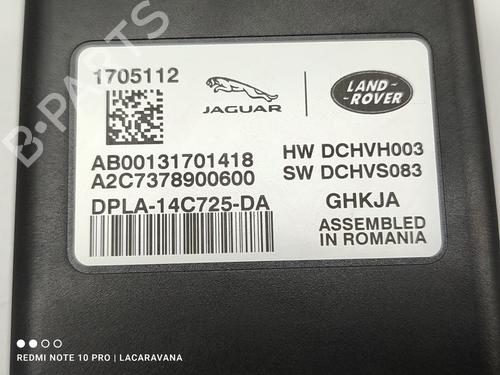 B-PARTS
1705112
JAGUAR
LAND-
-ROVER
AB00131701418
A2C7378900600
DPLA-14C725-DA
HW DCHVH003
SW DCHVS083
GHKJA
ASSEMBLED
IN ROMANIA
REDMI NOTE 10 PRO | LACARAVANA